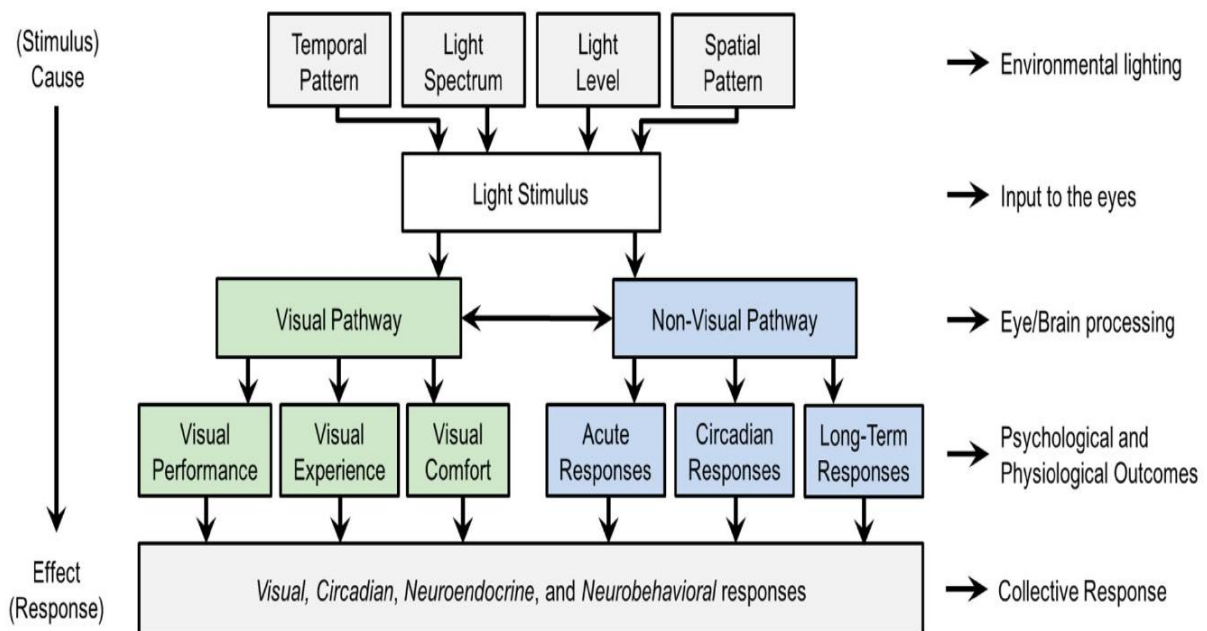 (Stimulus)
Cause
Temporal
Pattern
Light
Spectrum
Light
Level
Spatial
Pattern
Environmental lighting
Light Stimulus
Input to the eyes
Visual Pathway
Non-Visual Pathway
Eye/Brain processing
Visual
Performance
Visual
Experience
Visual
Comfort
Acute
Responses
Circadian
Responses
Long-Term
Responses
Psychological and
Physiological Outcomes
Effect
(Response)
Visual, Circadian, Neuroendocrine, and Neurobehavioral responses
Collective Response